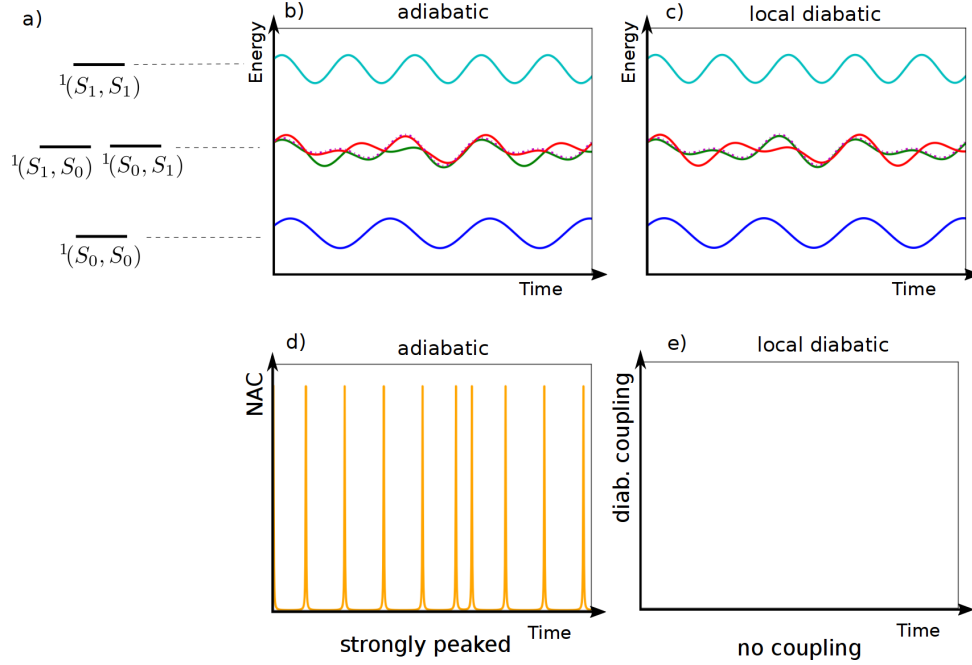 a)
¹(S₁, S₁)
¹(S₁, S₀) ¹(S₀, S₁)
¹(S₀, S₀)
b)
adiabatic
Energy
Time
c)
local diabatic
Energy
Time
d)
adiabatic
NAC
Time
strongly peaked
e)
local diabatic
diab. coupling
Time
no coupling